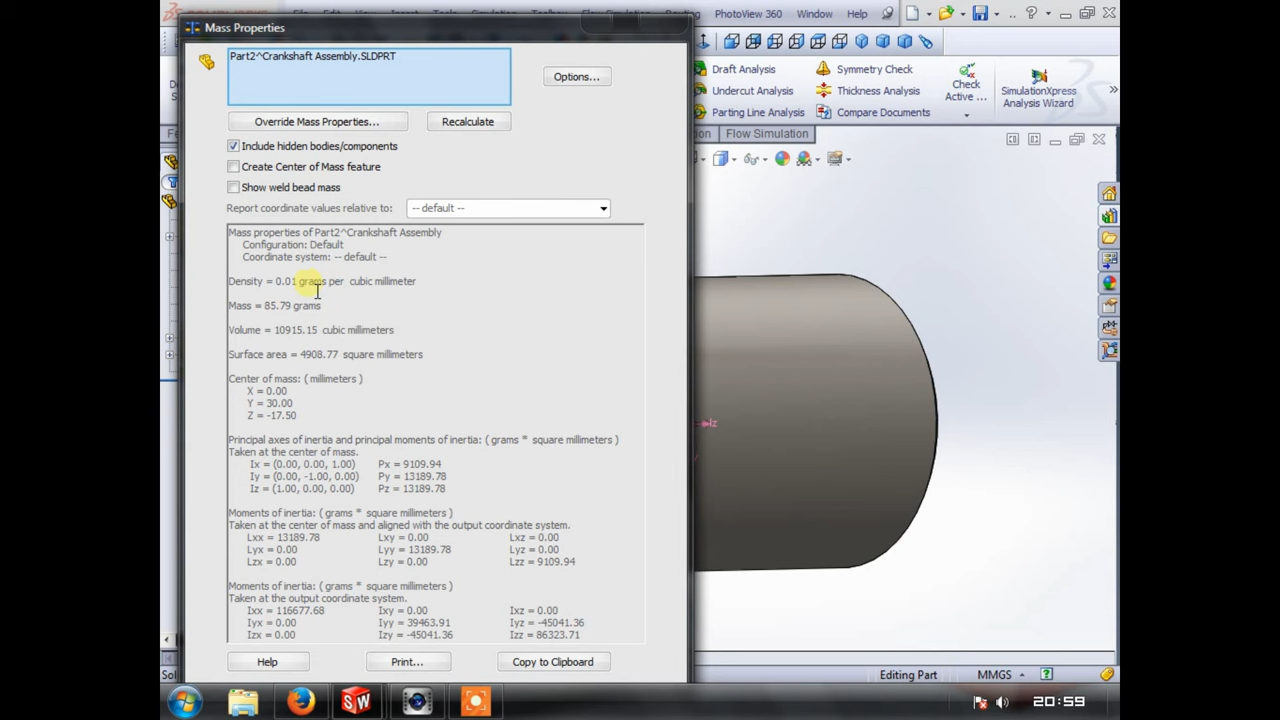 Mass Properties
PhotoView 360 Window Help
Part2^Crankshaft Assembly.SLDPRT
Options...
Override Mass Properties... Recalculate
Include hidden bodies/components
Create Center of Mass feature
Show weld bead mass
Report coordinate values relative to: -- default --
Mass properties of Part2^Crankshaft Assembly
Configuration: Default
Coordinate system: -- default --
Density = 0.01 grams per cubic millimeter
Mass = 85.79 grams
Volume = 10915.15 cubic millimeters
Surface area = 4908.77 square millimeters
Center of mass: ( millimeters )
X = 0.00
Y = 30.00
Z = -17.50
Principal axes of inertia and principal moments of inertia: ( grams * square millimeters )
Taken at the center of mass.
Ix = (0.00, 0.00, 1.00) Px = 9109.94
Iy = (0.00, -1.00, 0.00) Py = 13189.78
Iz = (1.00, 0.00, 0.00) Pz = 13189.78
Moments of inertia: ( grams * square millimeters )
Taken at the center of mass and aligned with the output coordinate system.
Lxx = 13189.78 Lxy = 0.00 Lxz = 0.00
Lyx = 0.00 Lyy = 13189.78 Lyz = 0.00
Lzx = 0.00 Lzy = 0.00 Lzz = 9109.94
Moments of inertia: ( grams * square millimeters )
Taken at the output coordinate system.
Ixx = 116677.68 Ixy = 0.00 Ixz = 0.00
Iyx = 0.00 Iyy = 39463.91 Iyz = -45041.36
Izx = 0.00 Izy = -45041.36 Izz = 86323.71
Help Print... Copy to Clipboard
Draft Analysis Symmetry Check
Undercut Analysis Thickness Analysis
Parting Line Analysis Compare Documents
Check
Active ...
SimulationXpress
Analysis Wizard
Flow Simulation
Iz
Editing Part MMGS
SW
20:59